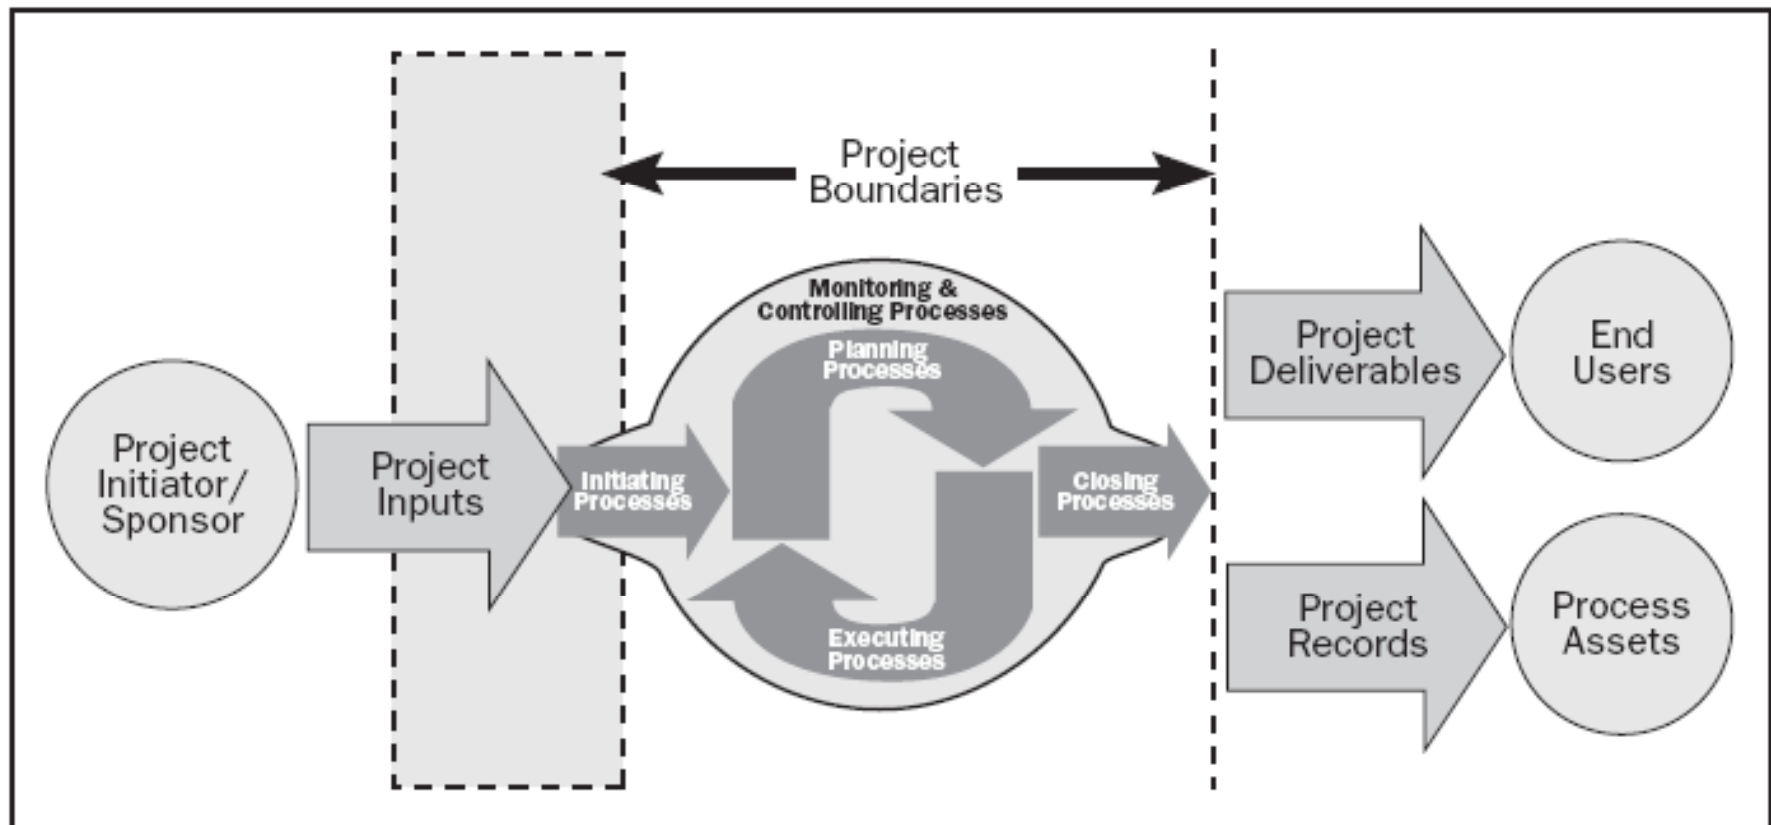 Project
Boundaries
Monitoring &
Controlling Processes
Planning
Processes
Project
Initiator/
Sponsor
Project
Inputs
Initiating
Processes
Closing
Processes
Executing
Processes
Project
Deliverables
End
Users
Project
Records
Process
Assets